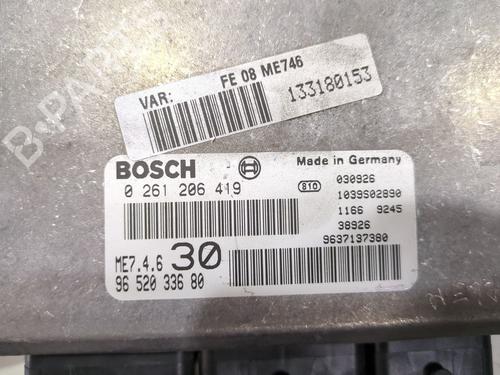 FE 08 ME746
VAR:
133180153
BOSCH
Made in Germany
0 261 206 419
810
030926
1039S02890
1166 9245
38926
9637137380
ME7.4.6 30
96 520 336 80
B-PARTS